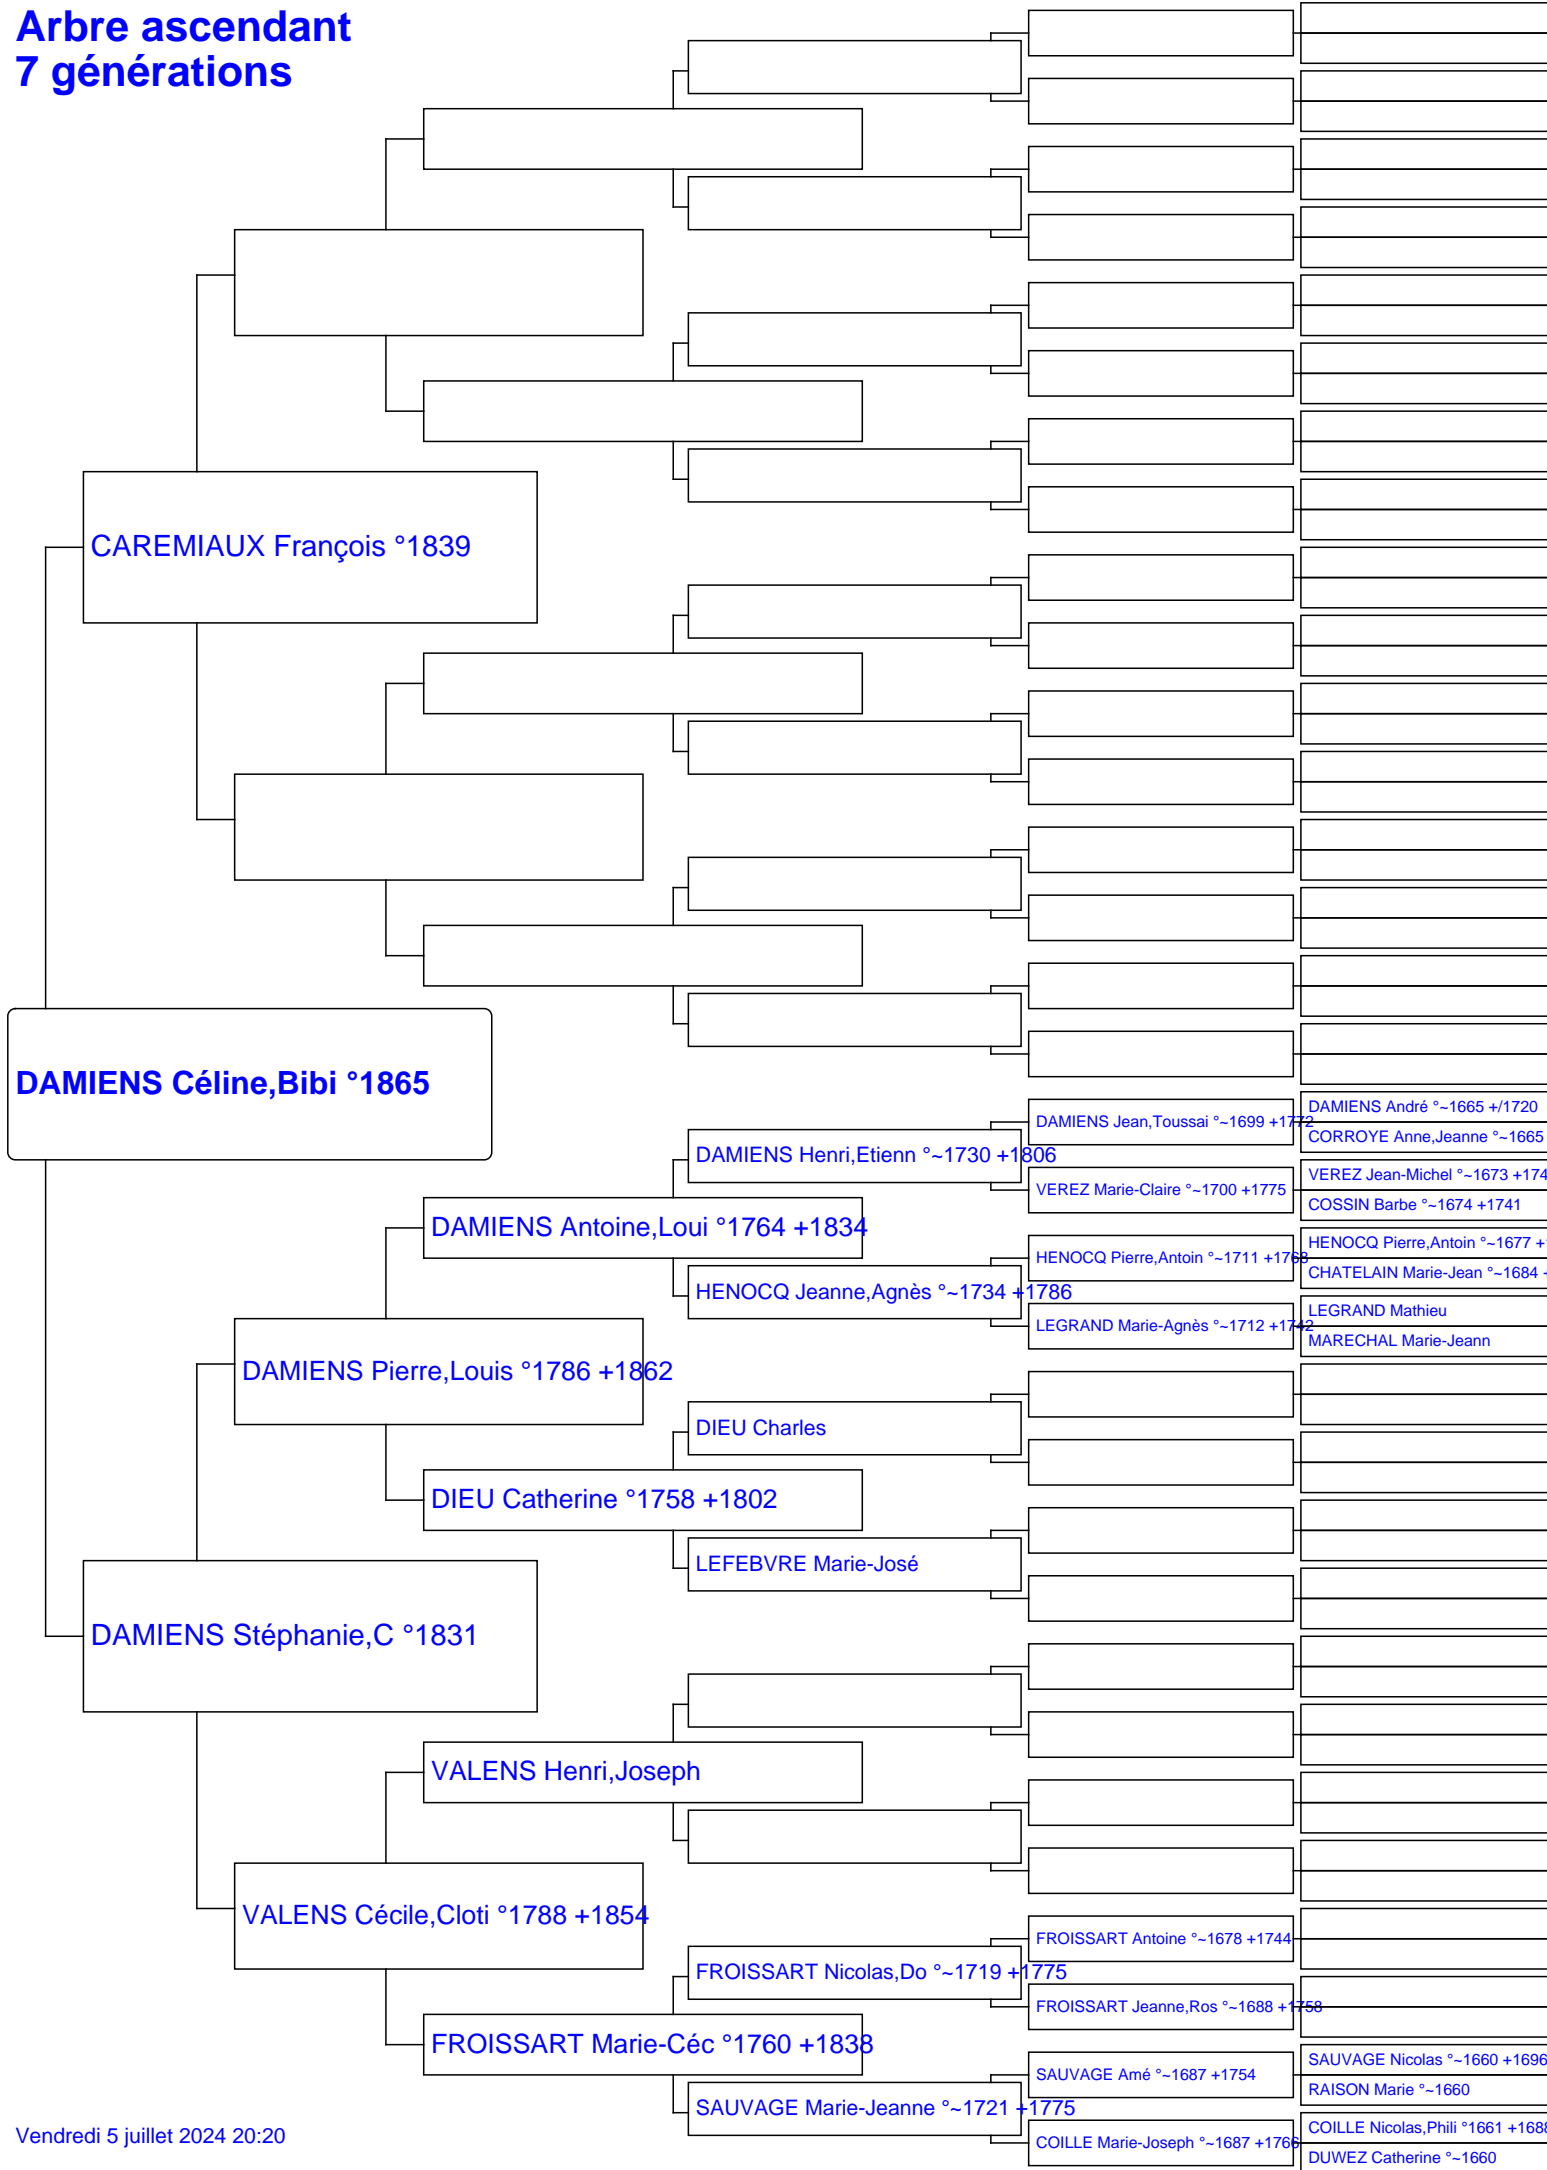 Arbre ascendant
7 générations
CAREMIAUX François °1839
DAMIENS Céline,Bibi °1865
DAMIENS Jean,Toussai °~1699 +1772
DAMIENS André °~1665 +/1720
CORROYE Anne,Jeanne °~1665
DAMIENS Henri,Etienn °~1730 +1806
VEREZ Marie-Claire °~1700 +1775
VEREZ Jean-Michel °~1673 +174
COSSIN Barbe °~1674 +1741
DAMIENS Antoine,Loui °1764 +1834
HENOCQ Pierre,Antoin °~1711 +1768
HENOCQ Pierre,Antoin °~1677 +
CHATELAIN Marie-Jean °~1684 +
HENOCQ Jeanne,Agnès °~1734 +1786
LEGRAND Marie-Agnès °~1712 +1742
LEGRAND Mathieu
MARECHAL Marie-Jeann
DAMIENS Pierre,Louis °1786 +1862
DIEU Charles
DIEU Catherine °1758 +1802
LEFEBVRE Marie-José
DAMIENS Stéphanie,C °1831
VALENS Henri,Joseph
VALENS Cécile,Cloti °1788 +1854
FROISSART Antoine °~1678 +1744
FROISSART Nicolas,Do °~1719 +1775
FROISSART Jeanne,Ros °~1688 +1758
FROISSART Marie-Céc °1760 +1838
SAUVAGE Amé °~1687 +1754
SAUVAGE Nicolas °~1660 +1696
RAISON Marie °~1660
SAUVAGE Marie-Jeanne °~1721 +1775
COILLE Marie-Joseph °~1687 +1766
COILLE Nicolas,Phili °1661 +1688
DUWEZ Catherine °~1660
Vendredi 5 juillet 2024 20:20